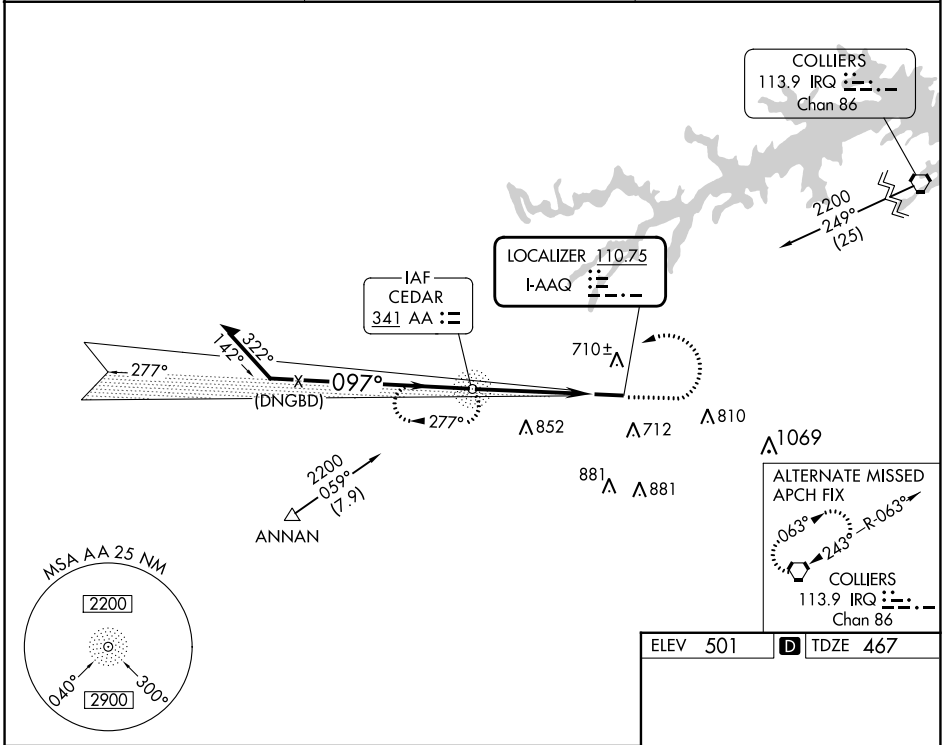 COLLIERS
113.9 IRQ
Chan 86
2200
249°
(25)
LOCALIZER 110.75
I-AAQ
IAF
CEDAR
341 AA
710±
322°
142°
277°
X
097°
(DNGBD)
277°
852
712
810
1069
2200
059°
(7.9)
ANNAN
881
881
ALTERNATE MISSED
APCH FIX
063°
243°
R-063°
COLLIERS
113.9 IRQ
Chan 86
MSA AA 25 NM
2200
040°
300°
2900
ELEV 501
D
TDZE 467